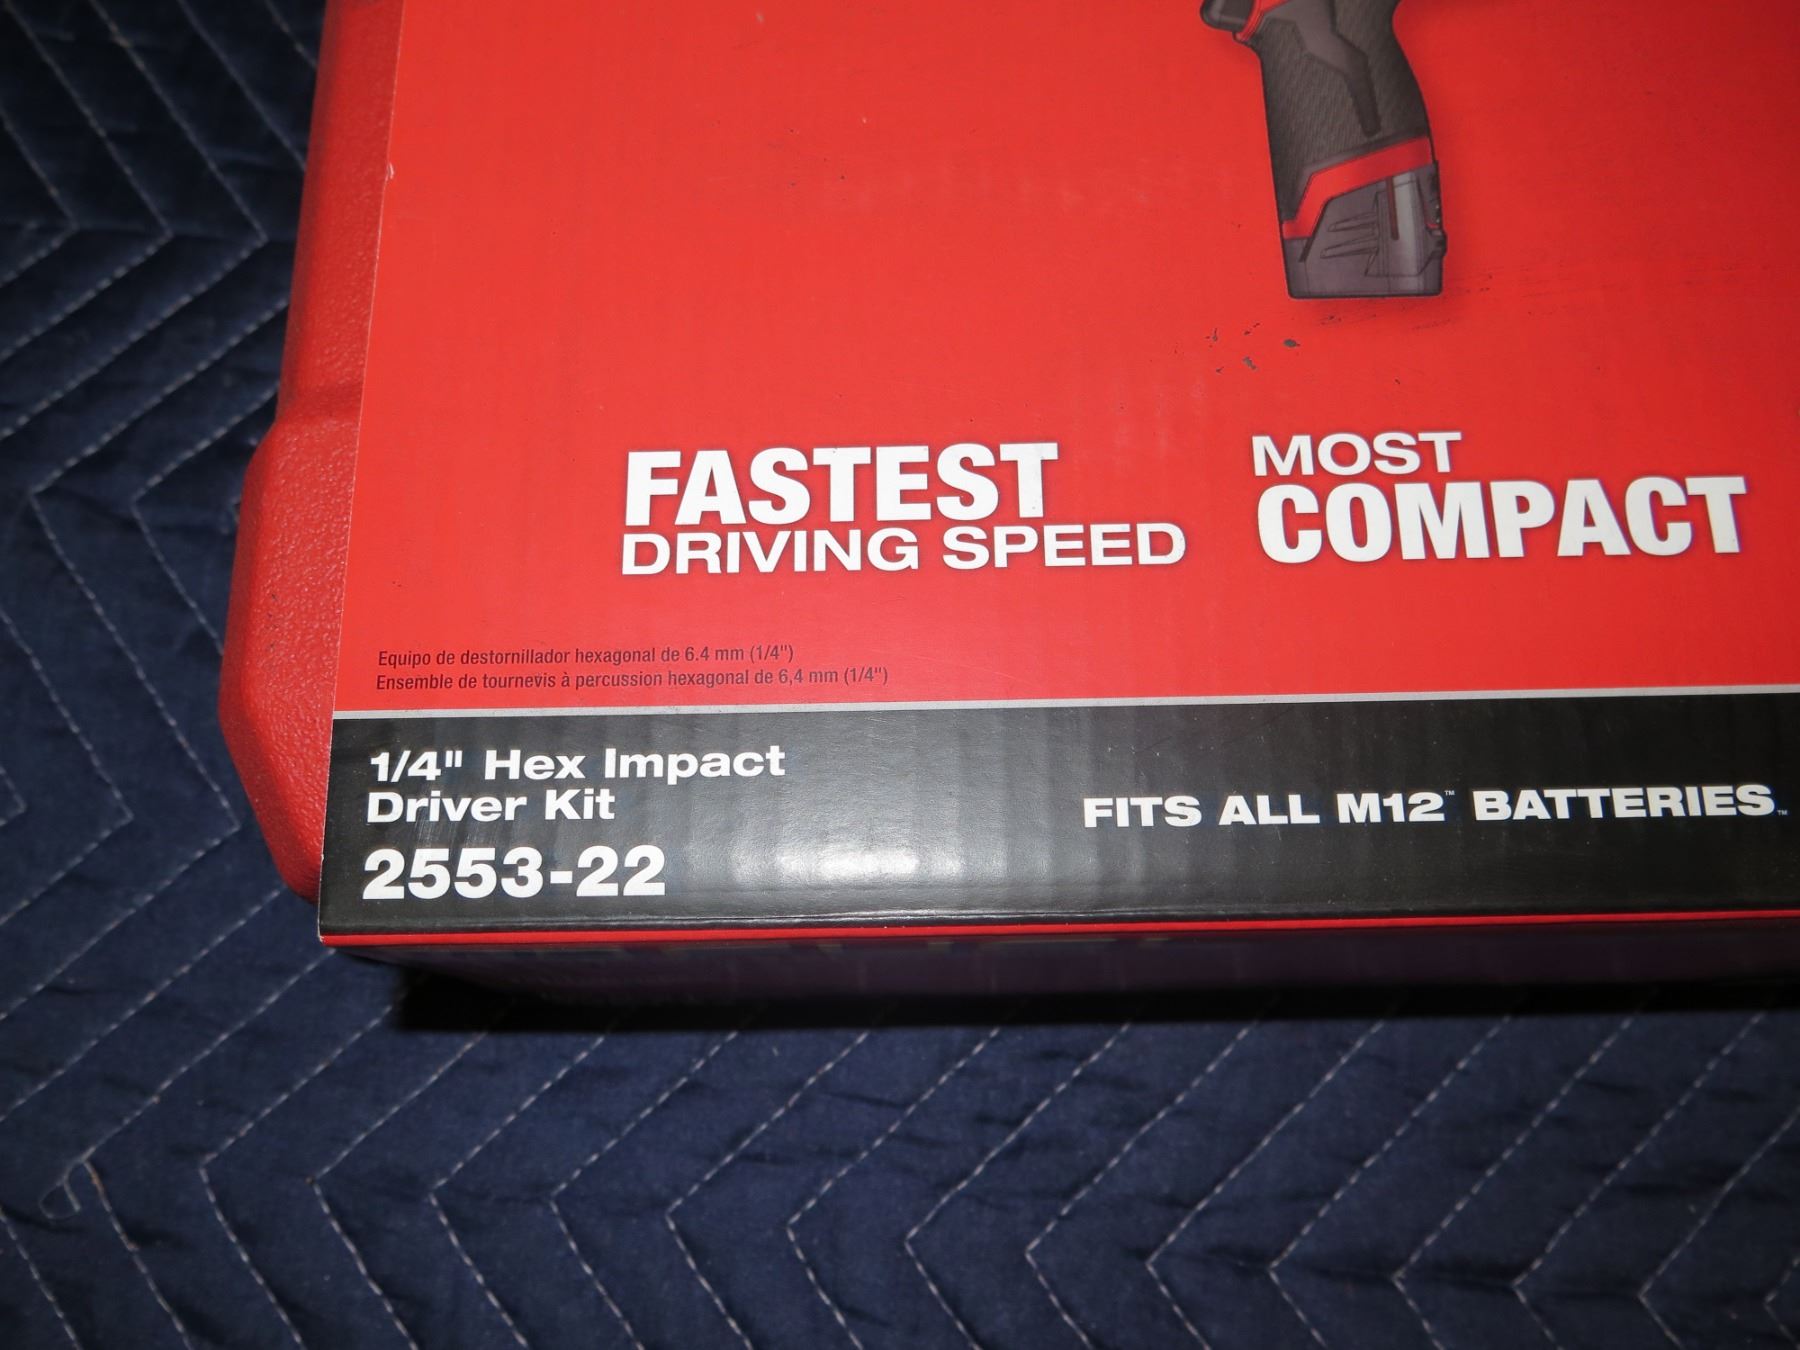 FASTEST
DRIVING SPEED
MOST
COMPACT
Equipo de destornillador hexagonal de 6.4 mm (1/4")
Ensemble de tournevis à percussion hexagonal de 6,4 mm (1/4")
1/4" Hex Impact
Driver Kit
2553-22
FITS ALL M12™ BATTERIES™